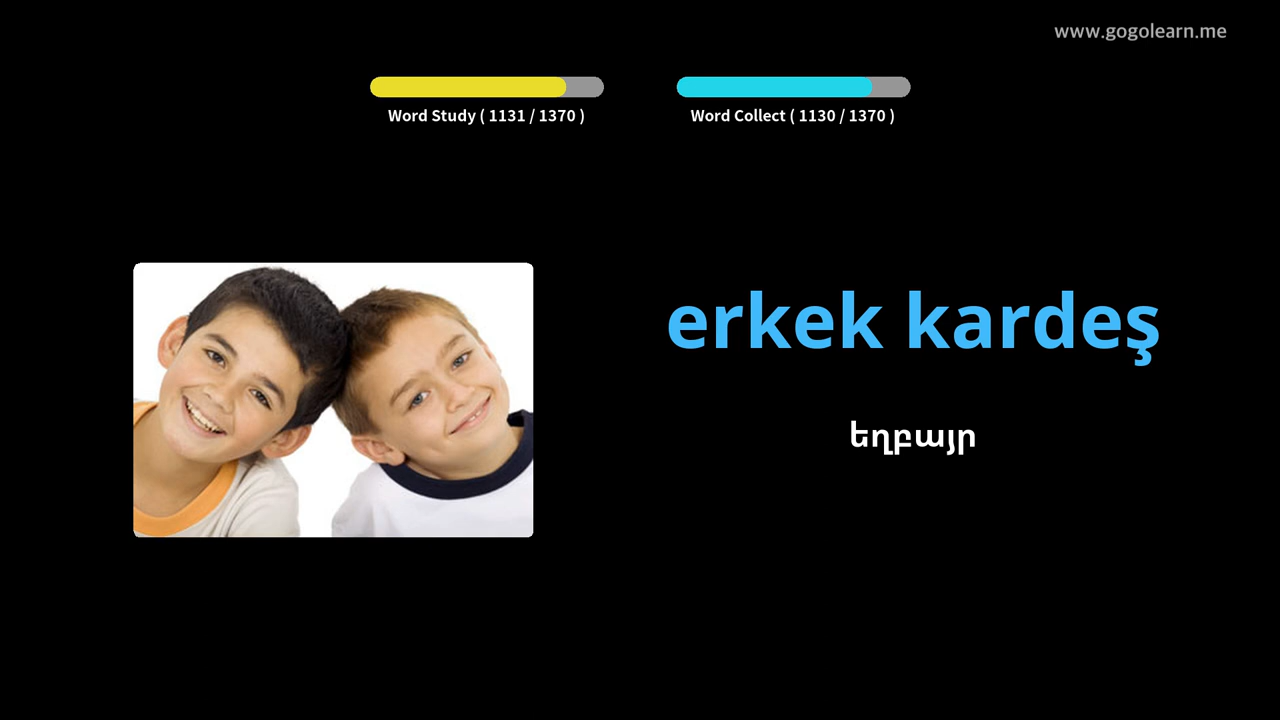 www.gogolearn.me
Word Study ( 1131 / 1370 )
Word Collect ( 1130 / 1370 )
erkek kardeş
եղբայր